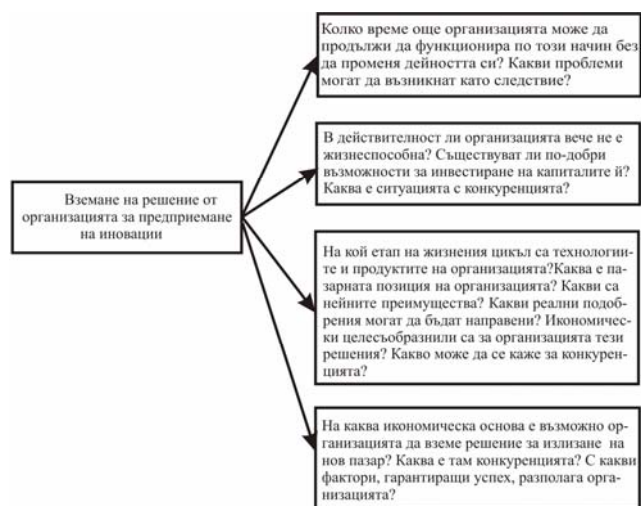 Колко време още организацията може да
продължи да функционира по този начин без
да променя дейността си? Какви проблеми
могат да възникнат като следствие?
В действителност ли организацията вече не е
жизнеспособна? Съществуват ли по-добри
възможности за инвестиране на капиталите й?
Каква е ситуацията с конкуренцията?
Вземане на решение от
организацията за предприемане
на иновации
На кой етап на жизнения цикъл са технологии-
те и продуктите на организацията?Каква е па-
зарната позиция на организацията? Какви са
нейните преимущества? Какви реални подоб-
рения могат да бъдат направени? Икономичес-
ки целесъобразнили са за организацията тези
решения? Какво може да се каже за конкурен-
цията?
На каква икономическа основа е възможно ор-
ганизацията да вземе решение за излизане на
нов пазар? Каква е там конкуренцията? С какви
фактори, гарантиращи успех, разполага орга-
низацията?